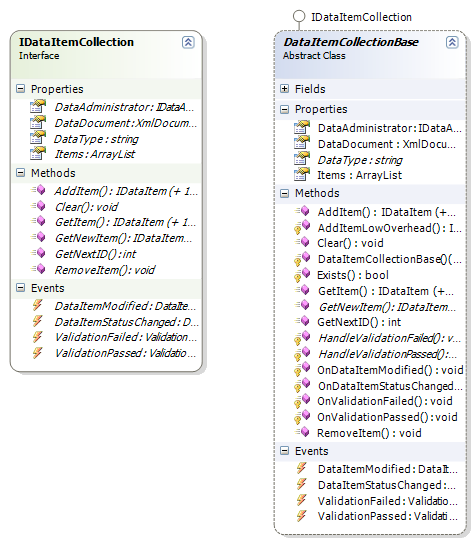 IDataItemCollection
Interface
Properties
DataAdministrator : IDataA...
DataDocument : XmlDocum...
DataType : string
Items : ArrayList
Methods
AddItem() : IDataItem (+ 1...
Clear() : void
GetItem() : IDataItem (+ 1...
GetNewItem() : IDataItem...
GetNextID() : int
RemoveItem() : void
Events
DataItemModified : DataIte...
DataItemStatusChanged : D...
ValidationFailed : Validation...
ValidationPassed : Validatio...
IDataItemCollection
DataItemCollectionBase
Abstract Class
Fields
Properties
DataAdministrator : IDataA...
DataDocument : XmlDocu...
DataType : string
Items : ArrayList
Methods
AddItem() : IDataItem (+...
AddItemLowOverhead() : I...
Clear() : void
DataItemCollectionBase()(...
Exists() : bool
GetItem() : IDataItem (+...
GetNewItem() : IDataItem...
GetNextID() : int
HandleValidationFailed() : v...
HandleValidationPassed() :...
OnDataItemModified() : void
OnDataItemStatusChanged...
OnValidationFailed() : void
OnValidationPassed() : void
RemoveItem() : void
Events
DataItemModified : DataIt...
DataItemStatusChanged :...
ValidationFailed : Validatio...
ValidationPassed : Validatio...